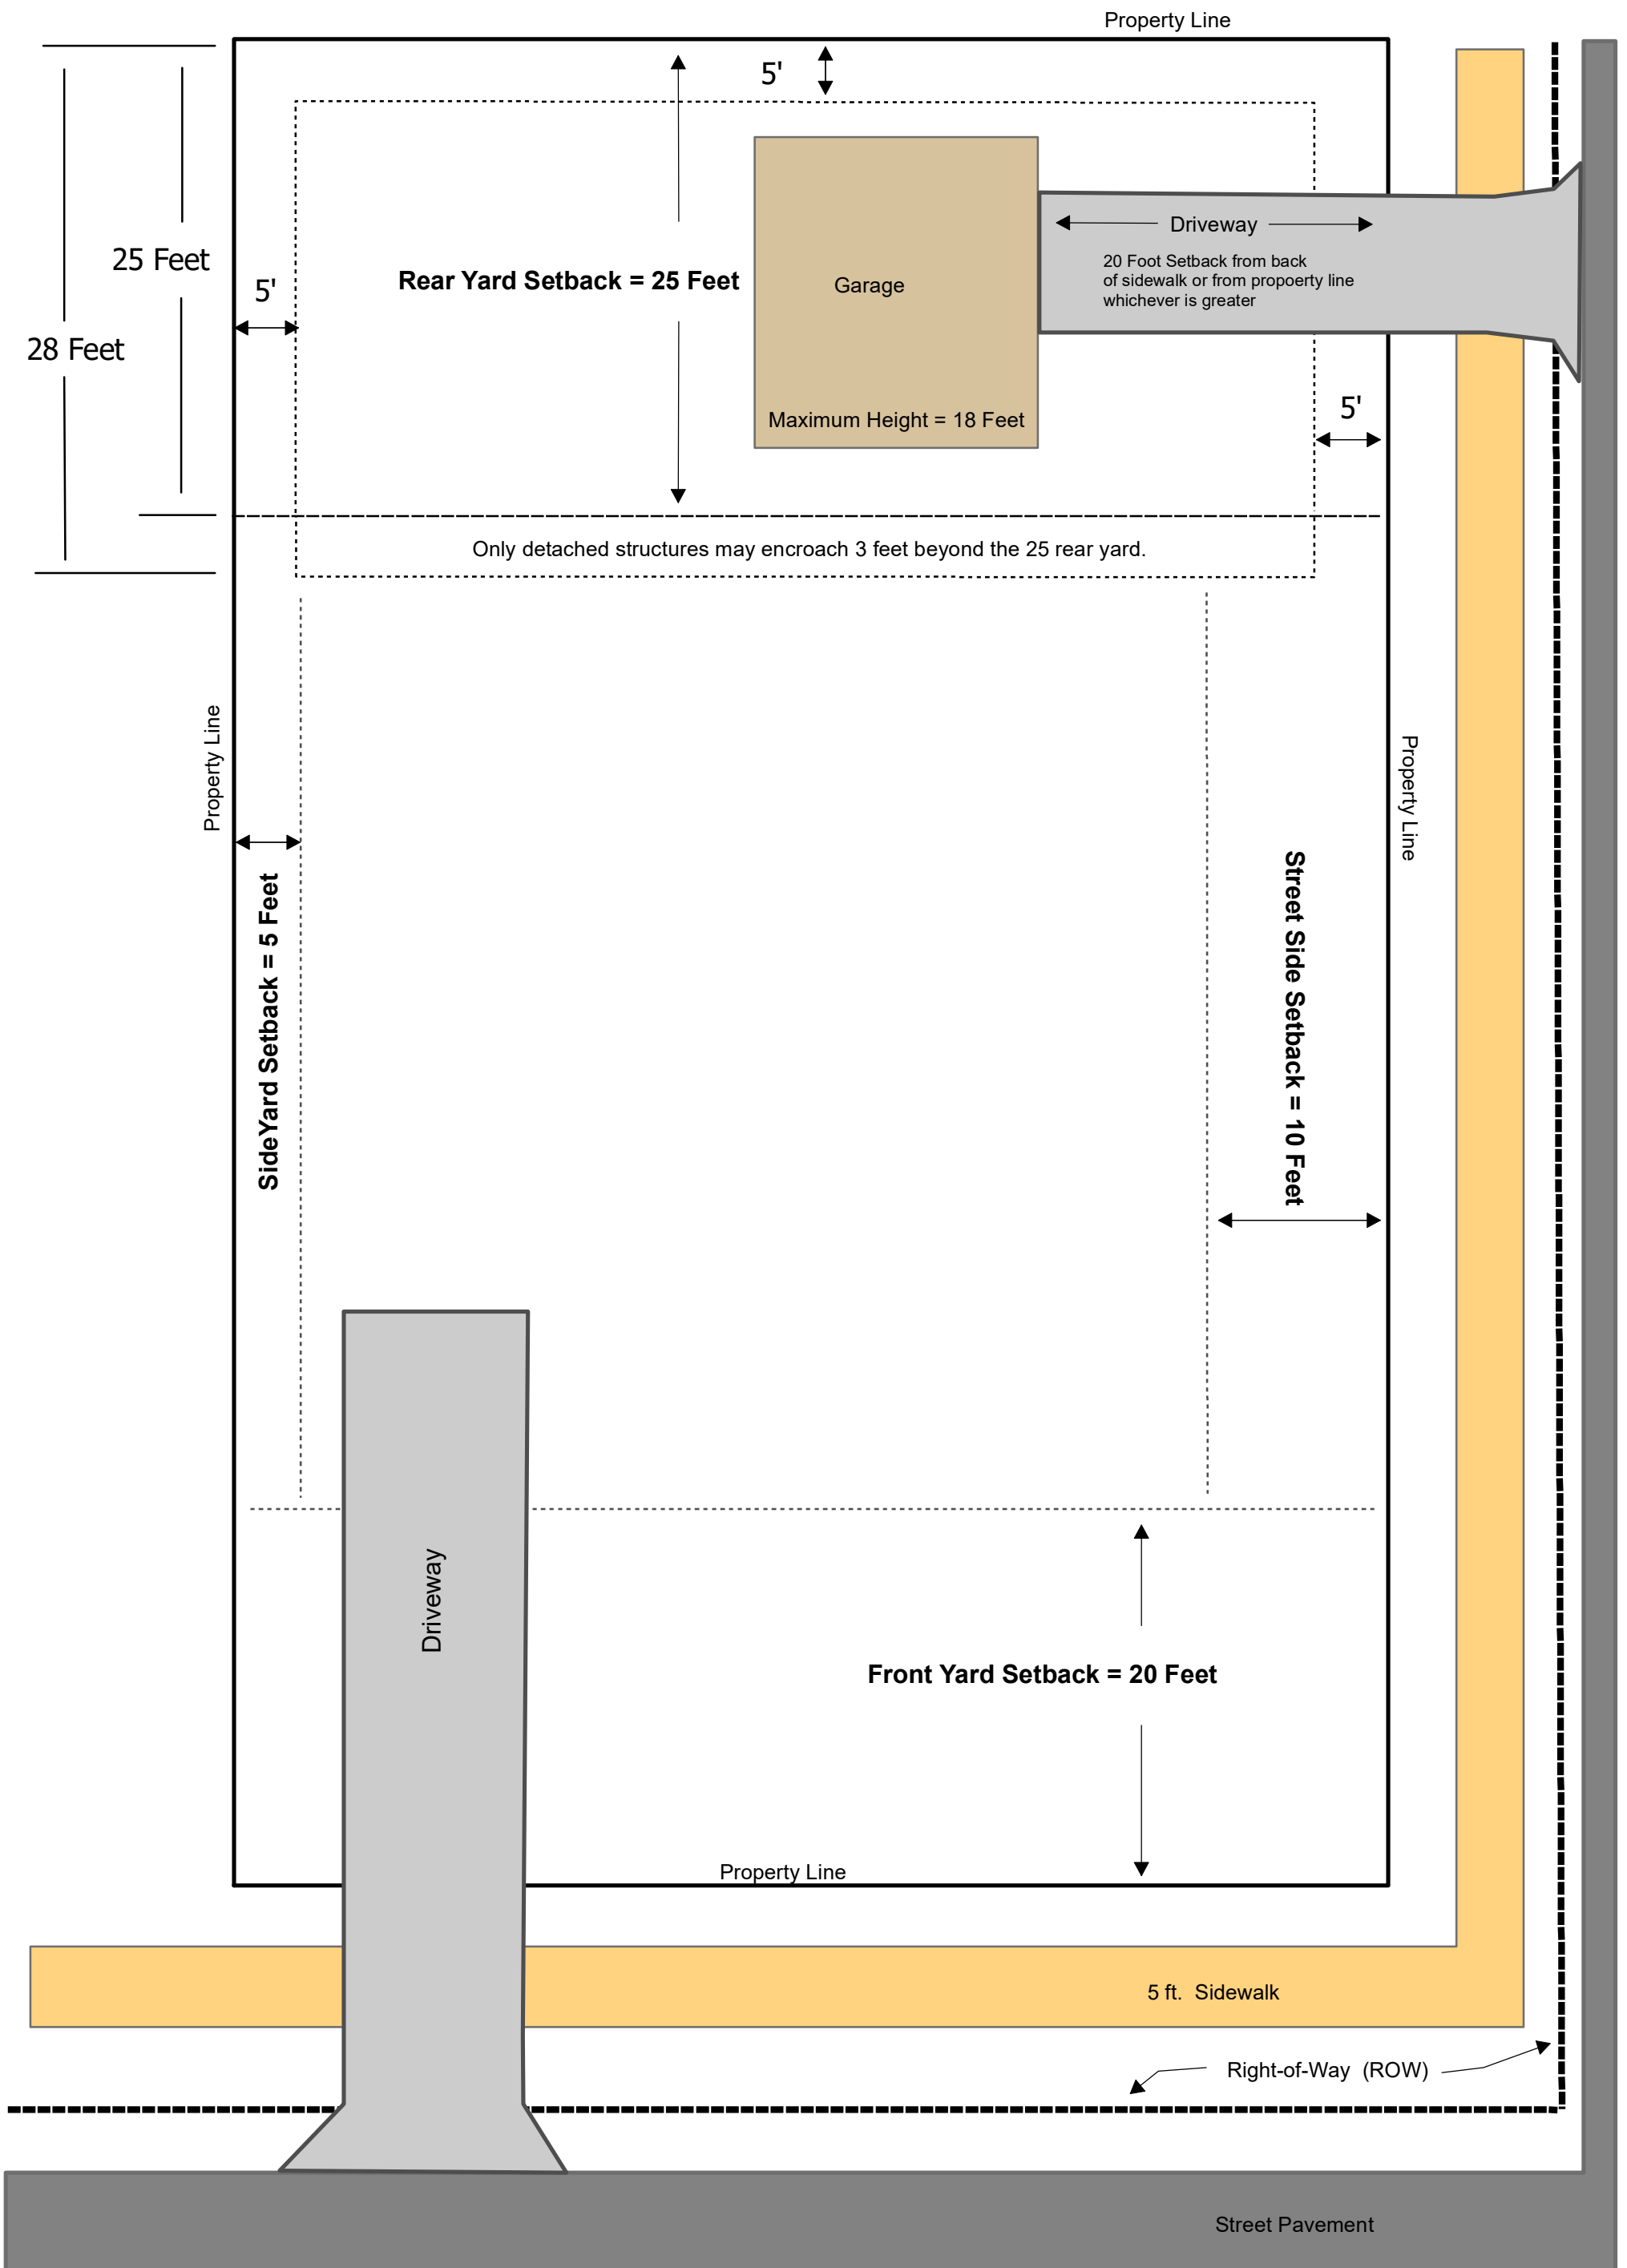 Property Line
5'
25 Feet
5'
Rear Yard Setback = 25 Feet
Garage
Driveway
20 Foot Setback from back
of sidewalk or from propoerty line
whichever is greater
28 Feet
5'
Maximum Height = 18 Feet
Only detached structures may encroach 3 feet beyond the 25 rear yard.
Property Line
Property Line
SideYard Setback = 5 Feet
Street Side Setback = 10 Feet
Driveway
Front Yard Setback = 20 Feet
Property Line
5 ft.  Sidewalk
Right-of-Way  (ROW)
Street Pavement